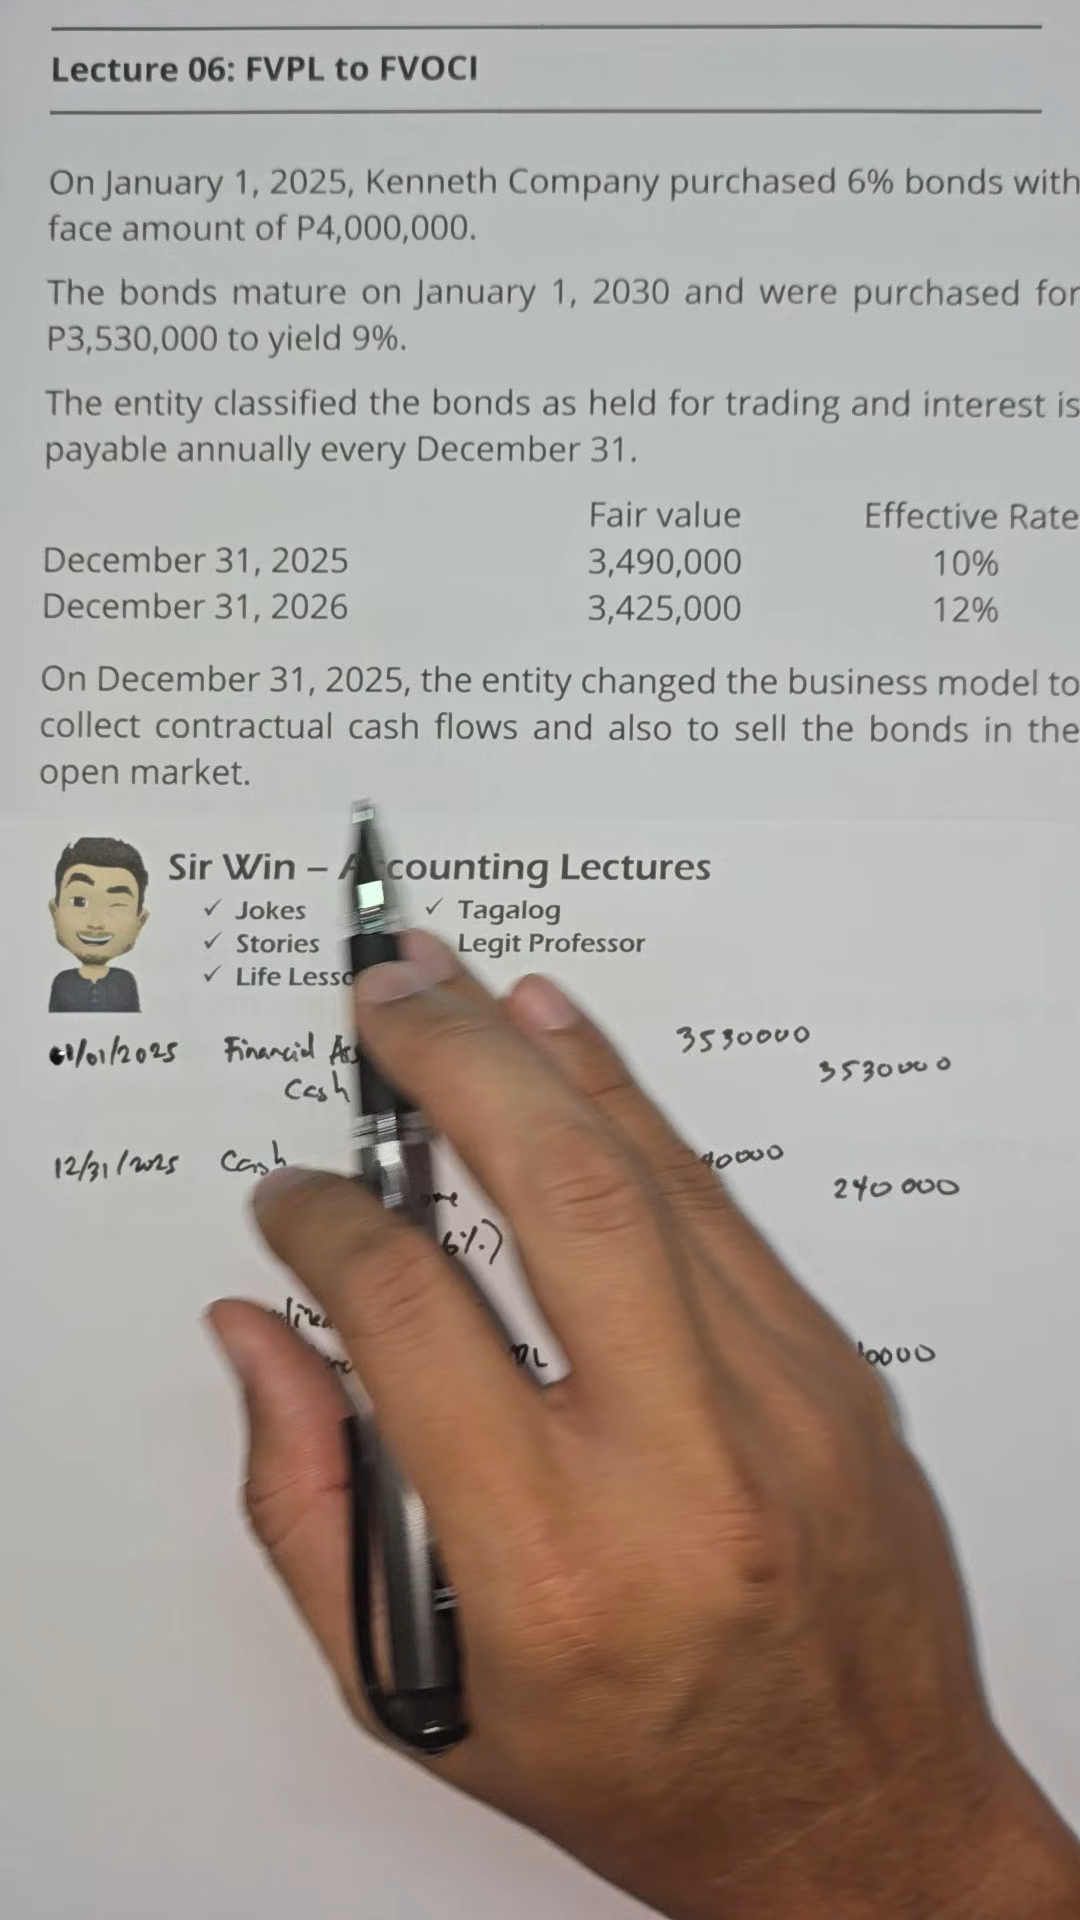 Lecture 06: FVPL to FVOCI
On January 1, 2025, Kenneth Company purchased 6% bonds with
face amount of P4,000,000.
The bonds mature on January 1, 2030 and were purchased for
P3,530,000 to yield 9%.
The entity classified the bonds as held for trading and interest is
payable annually every December 31.
Fair value Effective Rate
December 31, 2025 3,490,000 10%
December 31, 2026 3,425,000 12%
On December 31, 2025, the entity changed the business model to
collect contractual cash flows and also to sell the bonds in the
open market.
Sir Win – Accounting Lectures
✓ Jokes ✓ Tagalog
✓ Stories Legit Professor
✓ Life
01/01/2025 Financial 3530000
Cash 3530000
12/31/2025 Cash
240 000
6%)